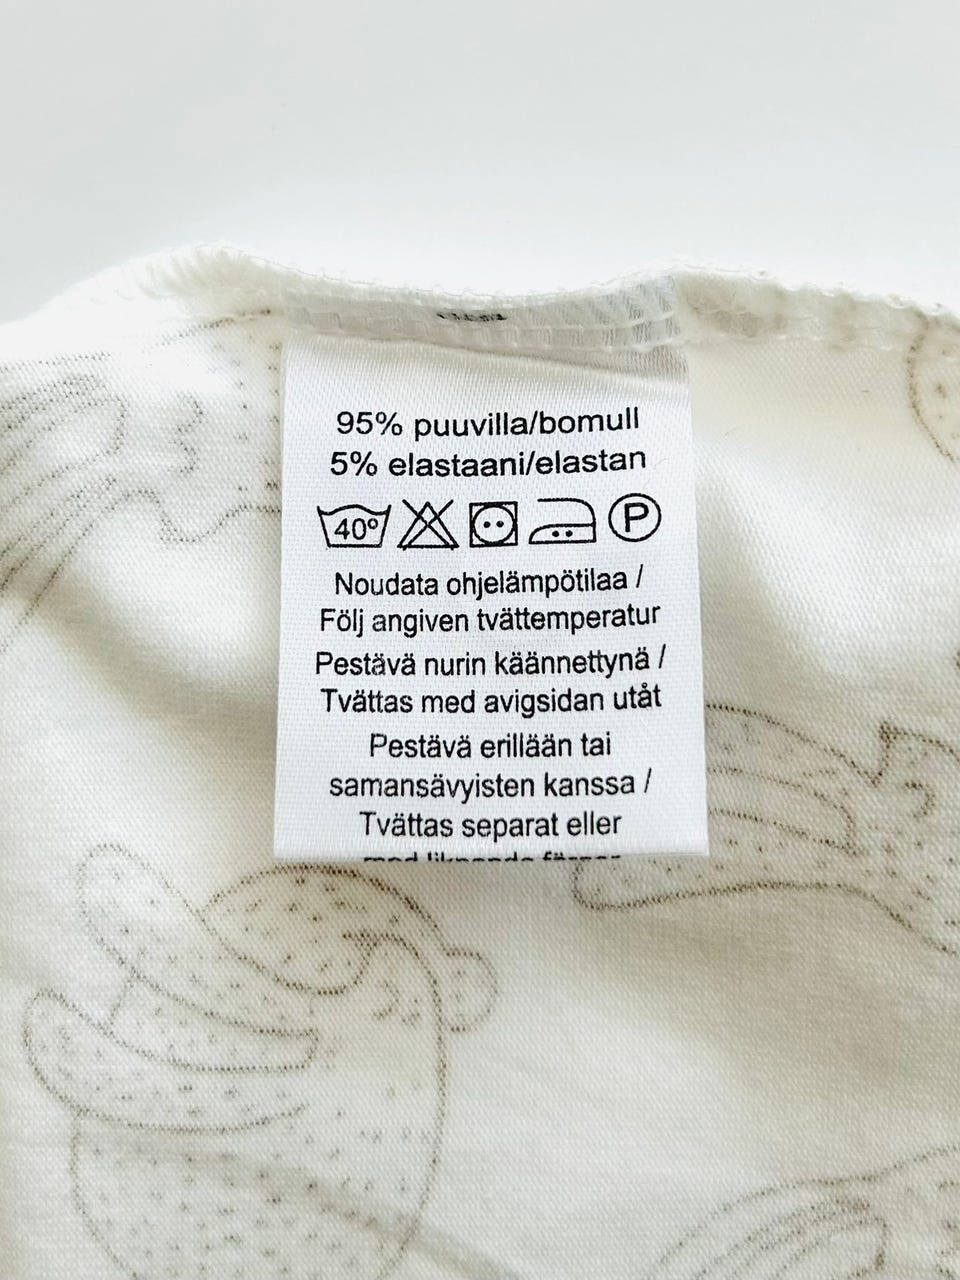 95% puuvilla/bomull
5% elastaani/elastan
40º P
Noudata ohjelämpötilaa /
Följ angiven tvättemperatur
Pestävä nurin käännettynä /
Tvättas med avigsidan utåt
Pestävä erillään tai
samansävyisten kanssa /
Tvättas separat eller